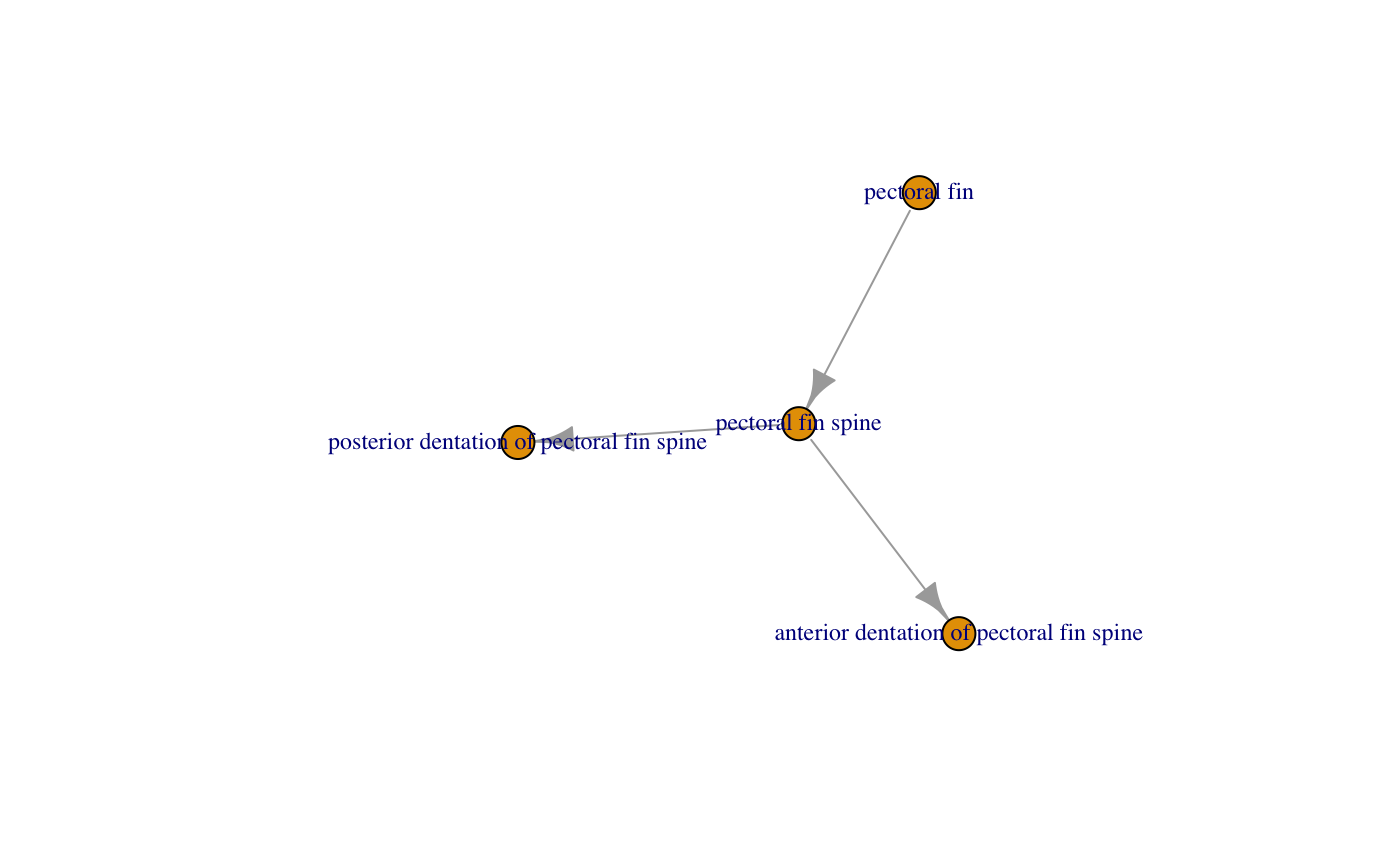 pectoral fin
pectoral fin spine
posterior dentation of pectoral fin spine
anterior dentation of pectoral fin spine